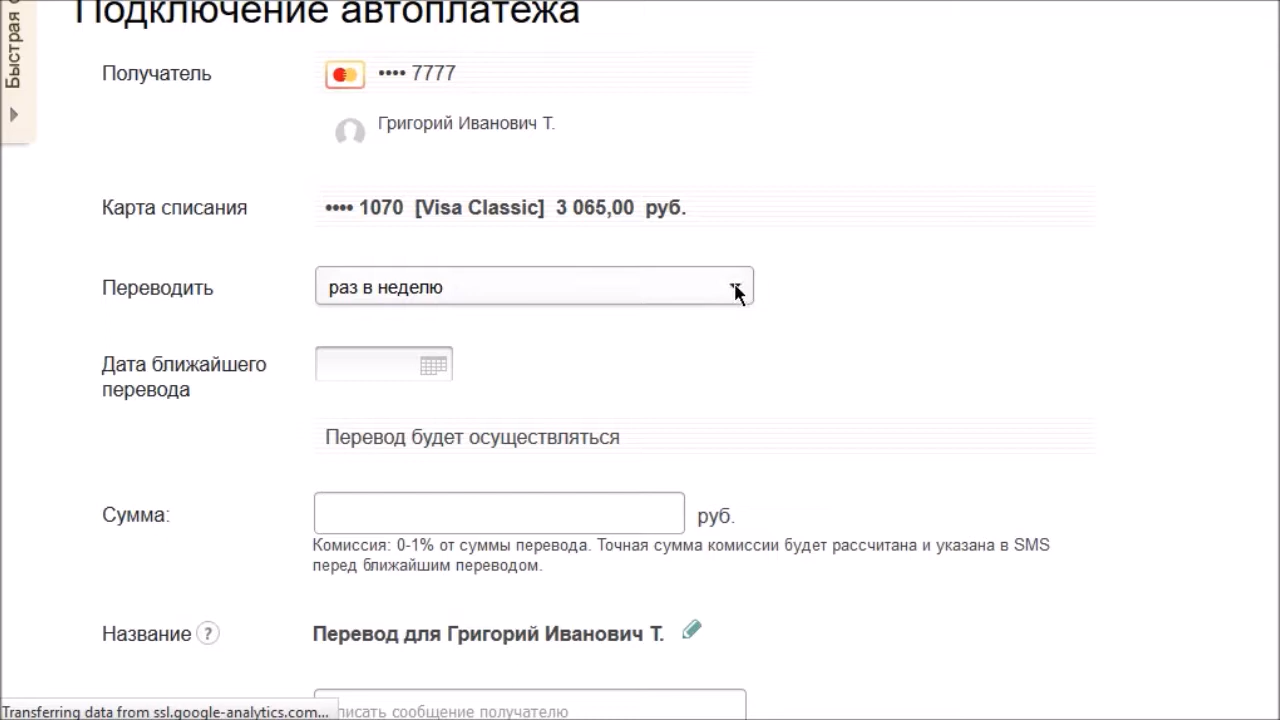 Подключение автоплатежа
Быстрая
Получатель
•••• 7777
Григорий Иванович Т.
Карта списания
•••• 1070 [Visa Classic] 3 065,00 руб.
Переводить
раз в неделю
Дата ближайшего
перевода
Перевод будет осуществляться
Сумма:
руб.
Комиссия: 0-1% от суммы перевода. Точная сумма комиссии будет рассчитана и указана в SMS
перед ближайшим переводом.
Название ?
Перевод для Григорий Иванович Т.
Transferring data from ssl.google-analytics.com...
сообщение получателю